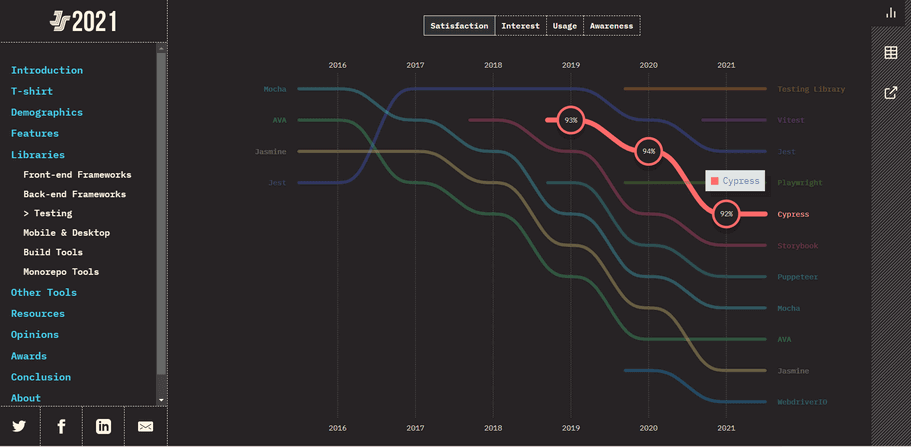 JS 2021
Introduction
T-shirt
Demographics
Features
Libraries
Front-end Frameworks
Back-end Frameworks
> Testing
Mobile & Desktop
Build Tools
Monorepo Tools
Other Tools
Resources
Opinions
Awards
Conclusion
About
Satisfaction Interest Usage Awareness
2016 2017 2018 2019 2020 2021
Mocha Testing Library
AVA 93% Vitest
Jasmine 94% Jest
Jest Cypress Playwright
92% Cypress
Storybook
Puppeteer
Mocha
AVA
Jasmine
WebdriverIO
2016 2017 2018 2019 2020 2021